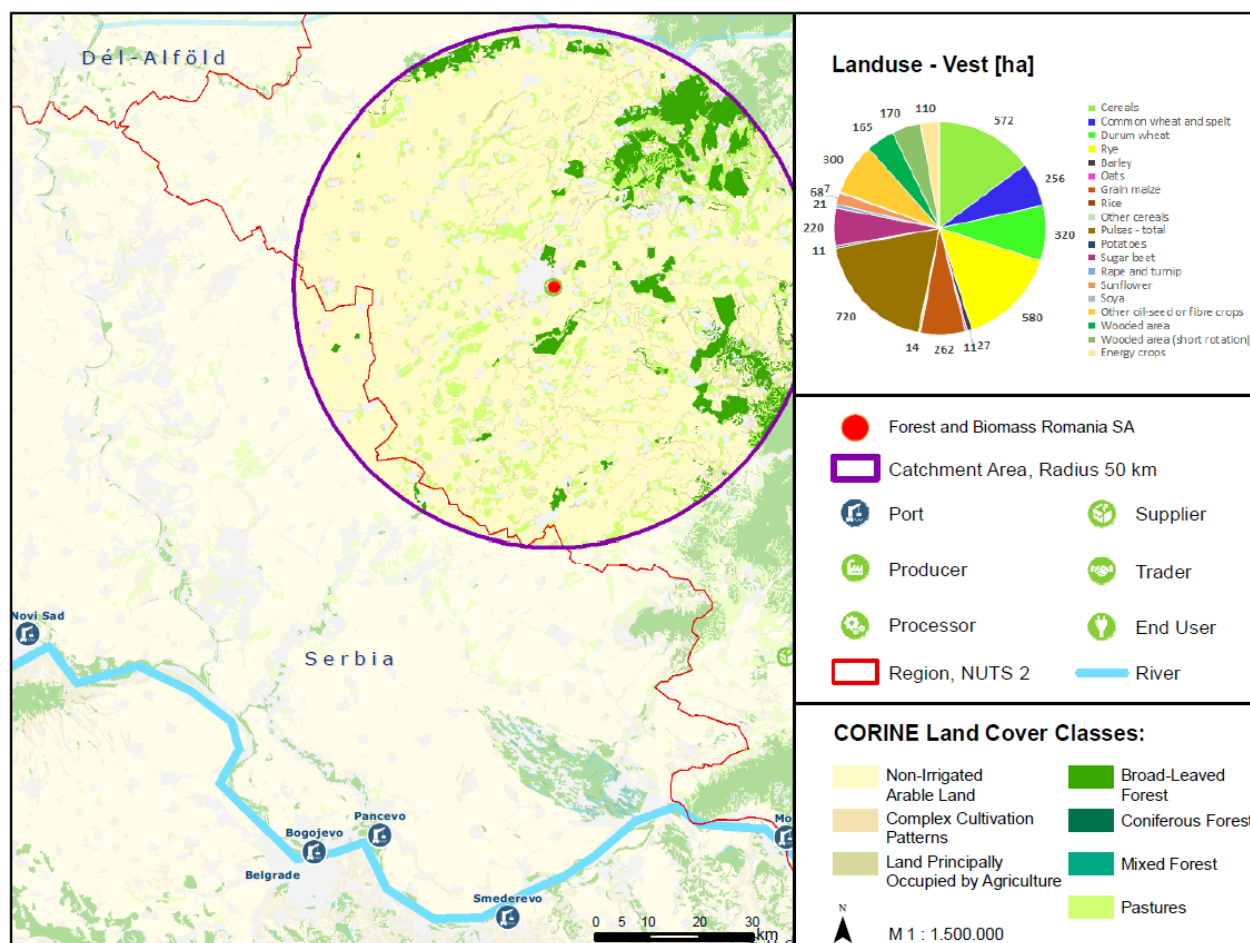 Dél-Alföld
Novi Sad
Serbia
Pancevo
Bogojevo
Belgrade
Smederevo
Mo
0 5 10 20 30
km
Landuse - Vest [ha]
110
170
165
300
687
21
220
11
720
14
262
11
27
580
320
256
572
Cereals
Common wheat and spelt
Durum wheat
Rye
Barley
Oats
Grain maize
Rice
Other cereals
Pulses - total
Potatoes
Sugar beet
Rape and turnip
Sunflower
Soya
Other oil-seed or fibre crops
Wooded area
Wooded area (short rotation)
Energy crops
Forest and Biomass Romania SA
Catchment Area, Radius 50 km
Port
Supplier
Producer
Trader
Processor
End User
Region, NUTS 2
River
CORINE Land Cover Classes:
Non-Irrigated
Arable Land
Complex Cultivation
Patterns
Land Principally
Occupied by Agriculture
Broad-Leaved
Forest
Coniferous Forest
Mixed Forest
Pastures
N
M 1 : 1.500.000